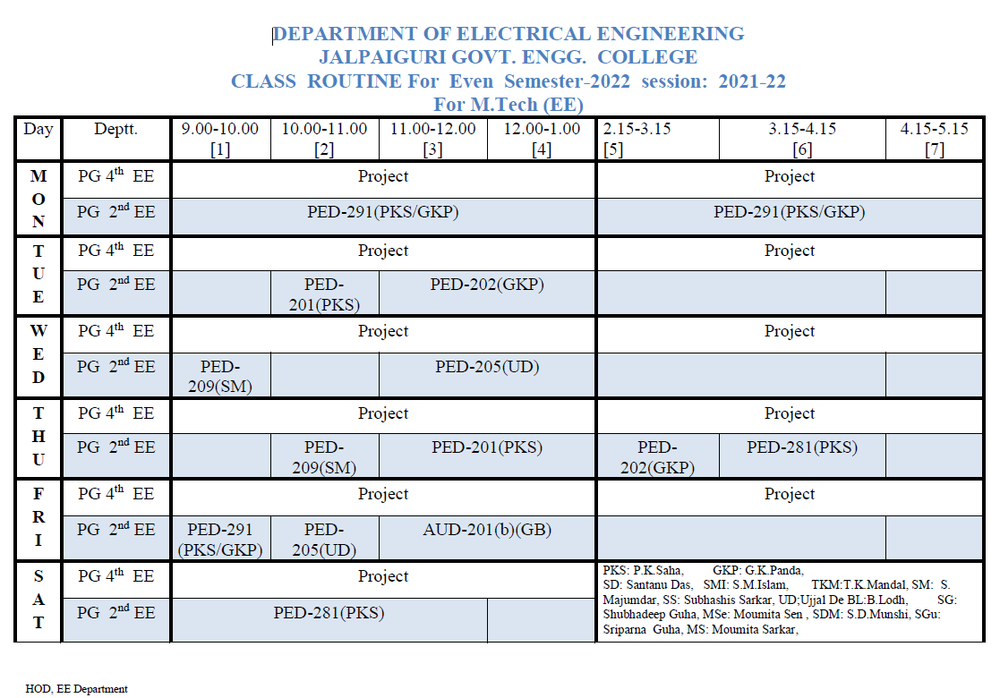 DEPARTMENT OF ELECTRICAL ENGINEERING
JALPAIGURI GOVT. ENGG. COLLEGE
CLASS ROUTINE For Even Semester-2022 session: 2021-22
For M.Tech (EE)
Day Deptt. 9.00-10.00 10.00-11.00 11.00-12.00 12.00-1.00 2.15-3.15 3.15-4.15 4.15-5.15
[1] [2] [3] [4] [5] [6] [7]
MON
PG 4th EE Project Project
PG 2nd EE PED-291(PKS/GKP) PED-291(PKS/GKP)
TUE
PG 4th EE Project Project
PG 2nd EE PED-201(PKS) PED-202(GKP)
WED
PG 4th EE Project Project
PG 2nd EE PED-209(SM) PED-205(UD)
THU
PG 4th EE Project Project
PG 2nd EE PED-209(SM) PED-201(PKS) PED-202(GKP) PED-281(PKS)
FRI
PG 4th EE Project Project
PG 2nd EE PED-291 (PKS/GKP) PED-205(UD) AUD-201(b)(GB)
SAT
PG 4th EE Project
PG 2nd EE PED-281(PKS)
PKS: P.K.Saha, GKP: G.K.Panda,
SD: Santanu Das, SMI: S.M.Islam, TKM:T.K.Mandal, SM: S.
Majumdar, SS: Subhashis Sarkar, UD;Ujjal De BL:B.Lodh, SG:
Shubhadeep Guha, MSe: Moumita Sen , SDM: S.D.Munshi, SGu:
Sriparna Guha, MS: Moumita Sarkar,
HOD, EE Department